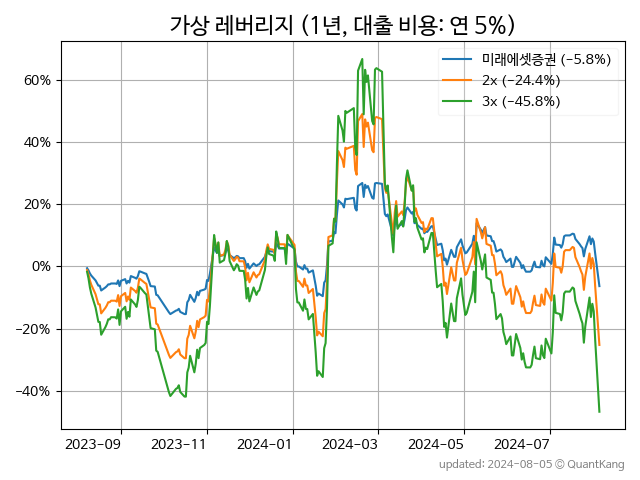 가상 레버리지 (1년, 대출 비용: 연 5%)
미래에셋증권 (−5.8%)
2x (−24.4%)
3x (−45.8%)
60%
40%
20%
0%
−20%
−40%
2023-09 2023-11 2024-01 2024-03 2024-05 2024-07
updated: 2024-08-05 © QuantKang